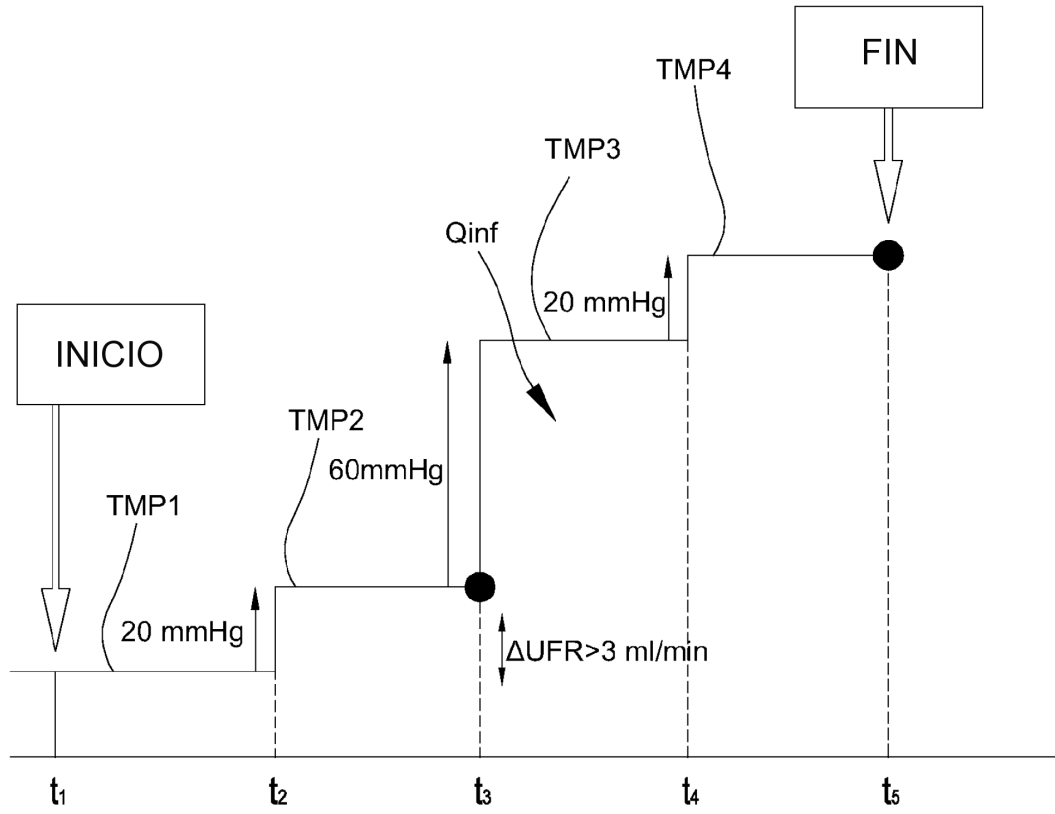 FIN
TMP4
TMP3
Qinf
20 mmHg
INICIO
TMP2
60mmHg
TMP1
20 mmHg
ΔUFR>3 ml/min
t1 t2 t3 t4 t5